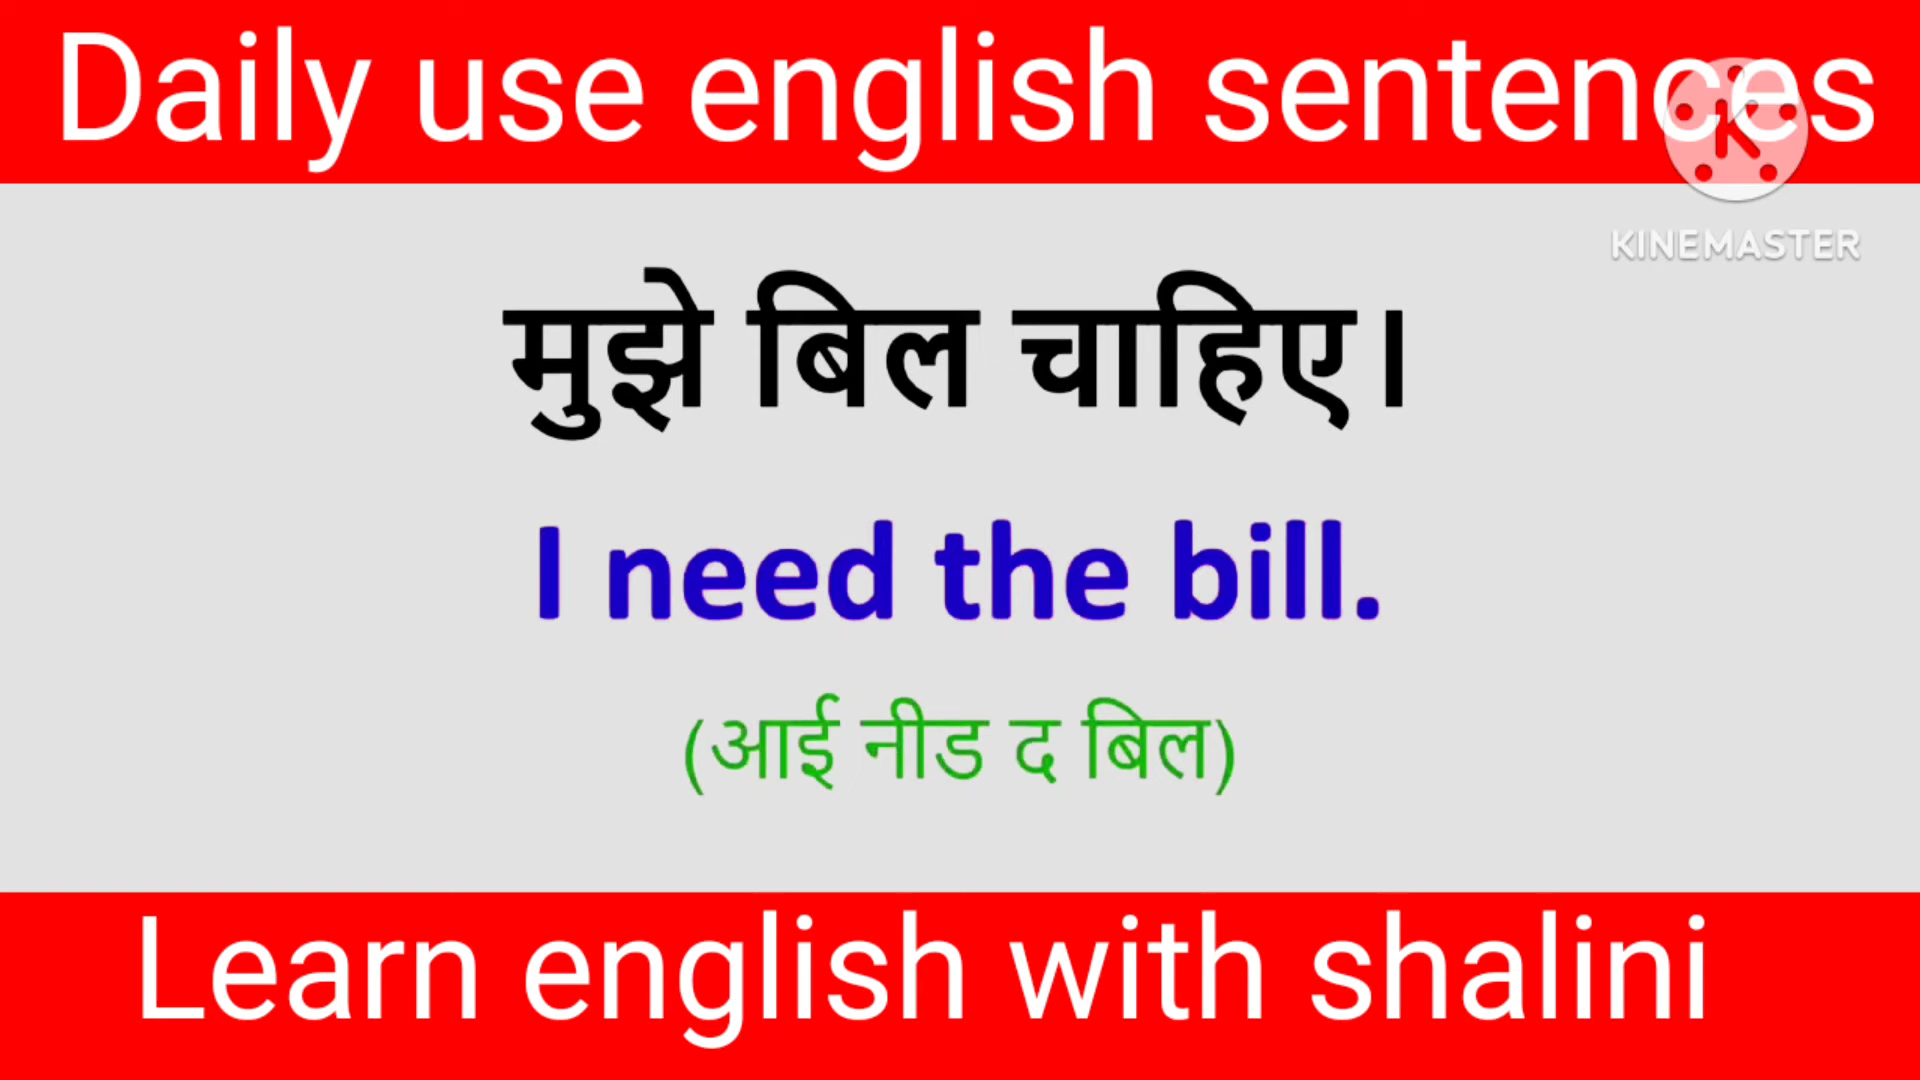 Daily use english sentences
KINEMASTER
मुझे बिल चाहिए।
I need the bill.
(आई नीड द बिल)
Learn english with shalini